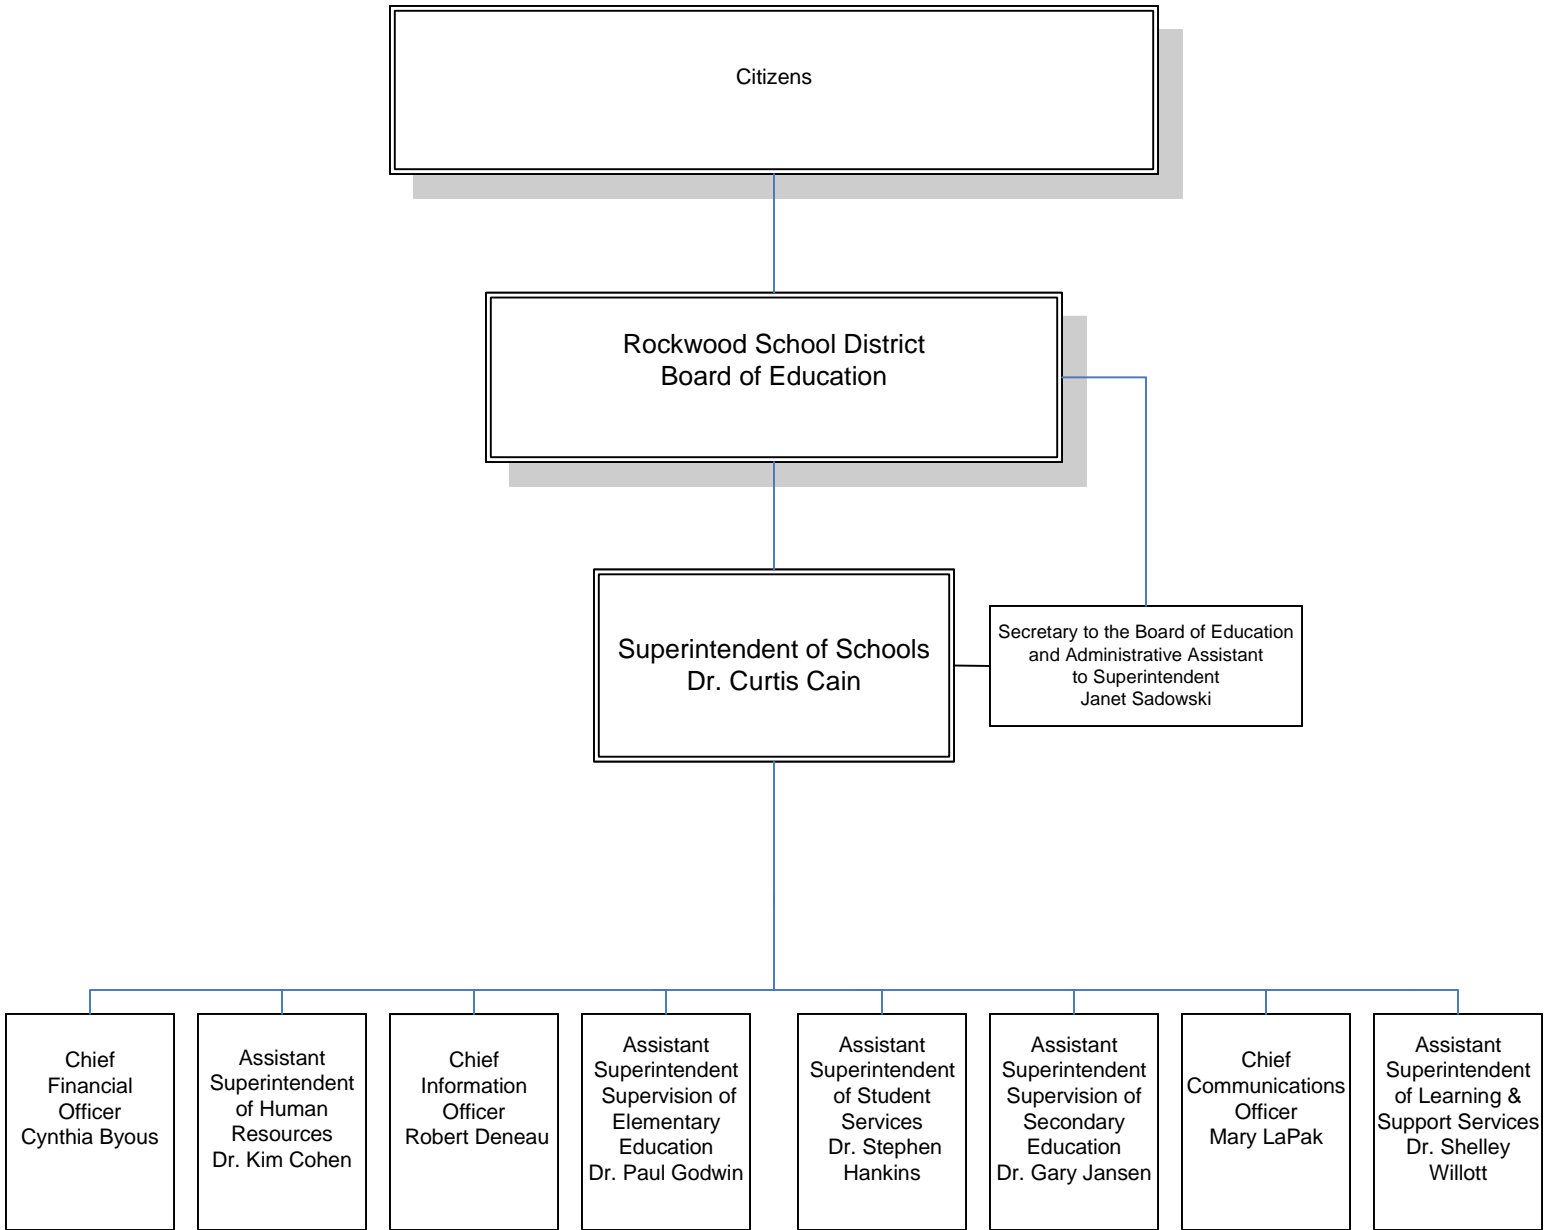 Citizens
Rockwood School District
Board of Education
Superintendent of Schools
Dr. Curtis Cain
Secretary to the Board of Education
and Administrative Assistant
to Superintendent
Janet Sadowski
Chief
Financial
Officer
Cynthia Byous
Assistant
Superintendent
of Human
Resources
Dr. Kim Cohen
Chief
Information
Officer
Robert Deneau
Assistant
Superintendent
Supervision of
Elementary
Education
Dr. Paul Godwin
Assistant
Superintendent
of Student
Services
Dr. Stephen
Hankins
Assistant
Superintendent
Supervision of
Secondary
Education
Dr. Gary Jansen
Chief
Communications
Officer
Mary LaPak
Assistant
Superintendent
of Learning &
Support Services
Dr. Shelley
Willott